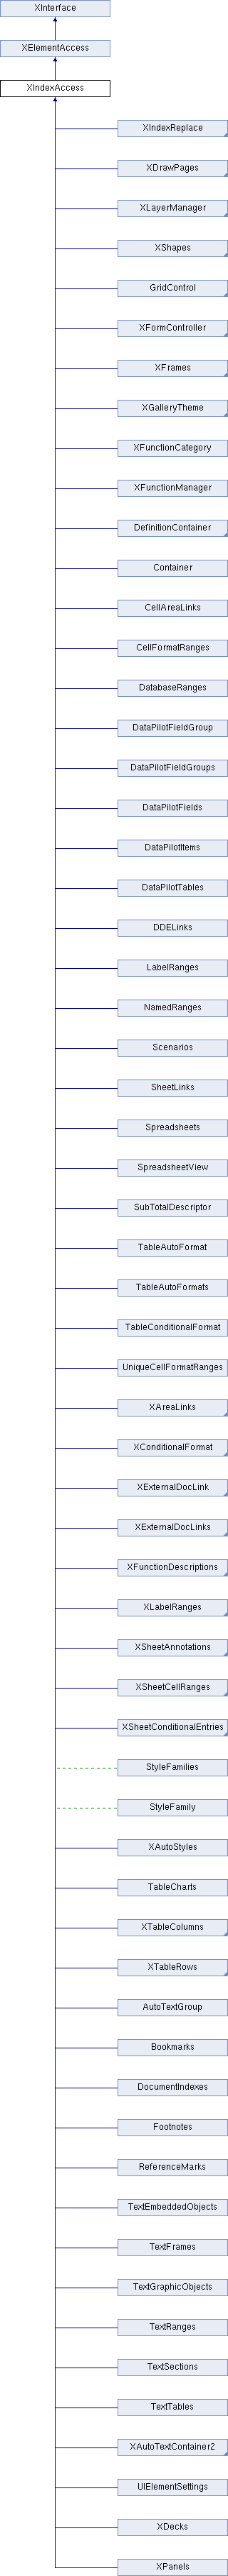 XInterface
XElementAccess
XIndexAccess
XIndexReplace
XDrawPages
XLayerManager
XShapes
GridControl
XFormController
XFrames
XGalleryTheme
XFunctionCategory
XFunctionManager
DefinitionContainer
Container
CellAreaLinks
CellFormatRanges
DatabaseRanges
DataPilotFieldGroup
DataPilotFieldGroups
DataPilotFields
DataPilotItems
DataPilotTables
DDELinks
LabelRanges
NamedRanges
Scenarios
SheetLinks
Spreadsheets
SpreadsheetView
SubTotalDescriptor
TableAutoFormat
TableAutoFormats
TableConditionalFormat
UniqueCellFormatRanges
XAreaLinks
XConditionalFormat
XExternalDocLink
XExternalDocLinks
XFunctionDescriptions
XLabelRanges
XSheetAnnotations
XSheetCellRanges
XSheetConditionalEntries
StyleFamilies
StyleFamily
XAutoStyles
TableCharts
XTableColumns
XTableRows
AutoTextGroup
Bookmarks
DocumentIndexes
Footnotes
ReferenceMarks
TextEmbeddedObjects
TextFrames
TextGraphicObjects
TextRanges
TextSections
TextTables
XAutoTextContainer2
UIElementSettings
XDecks
XPanels